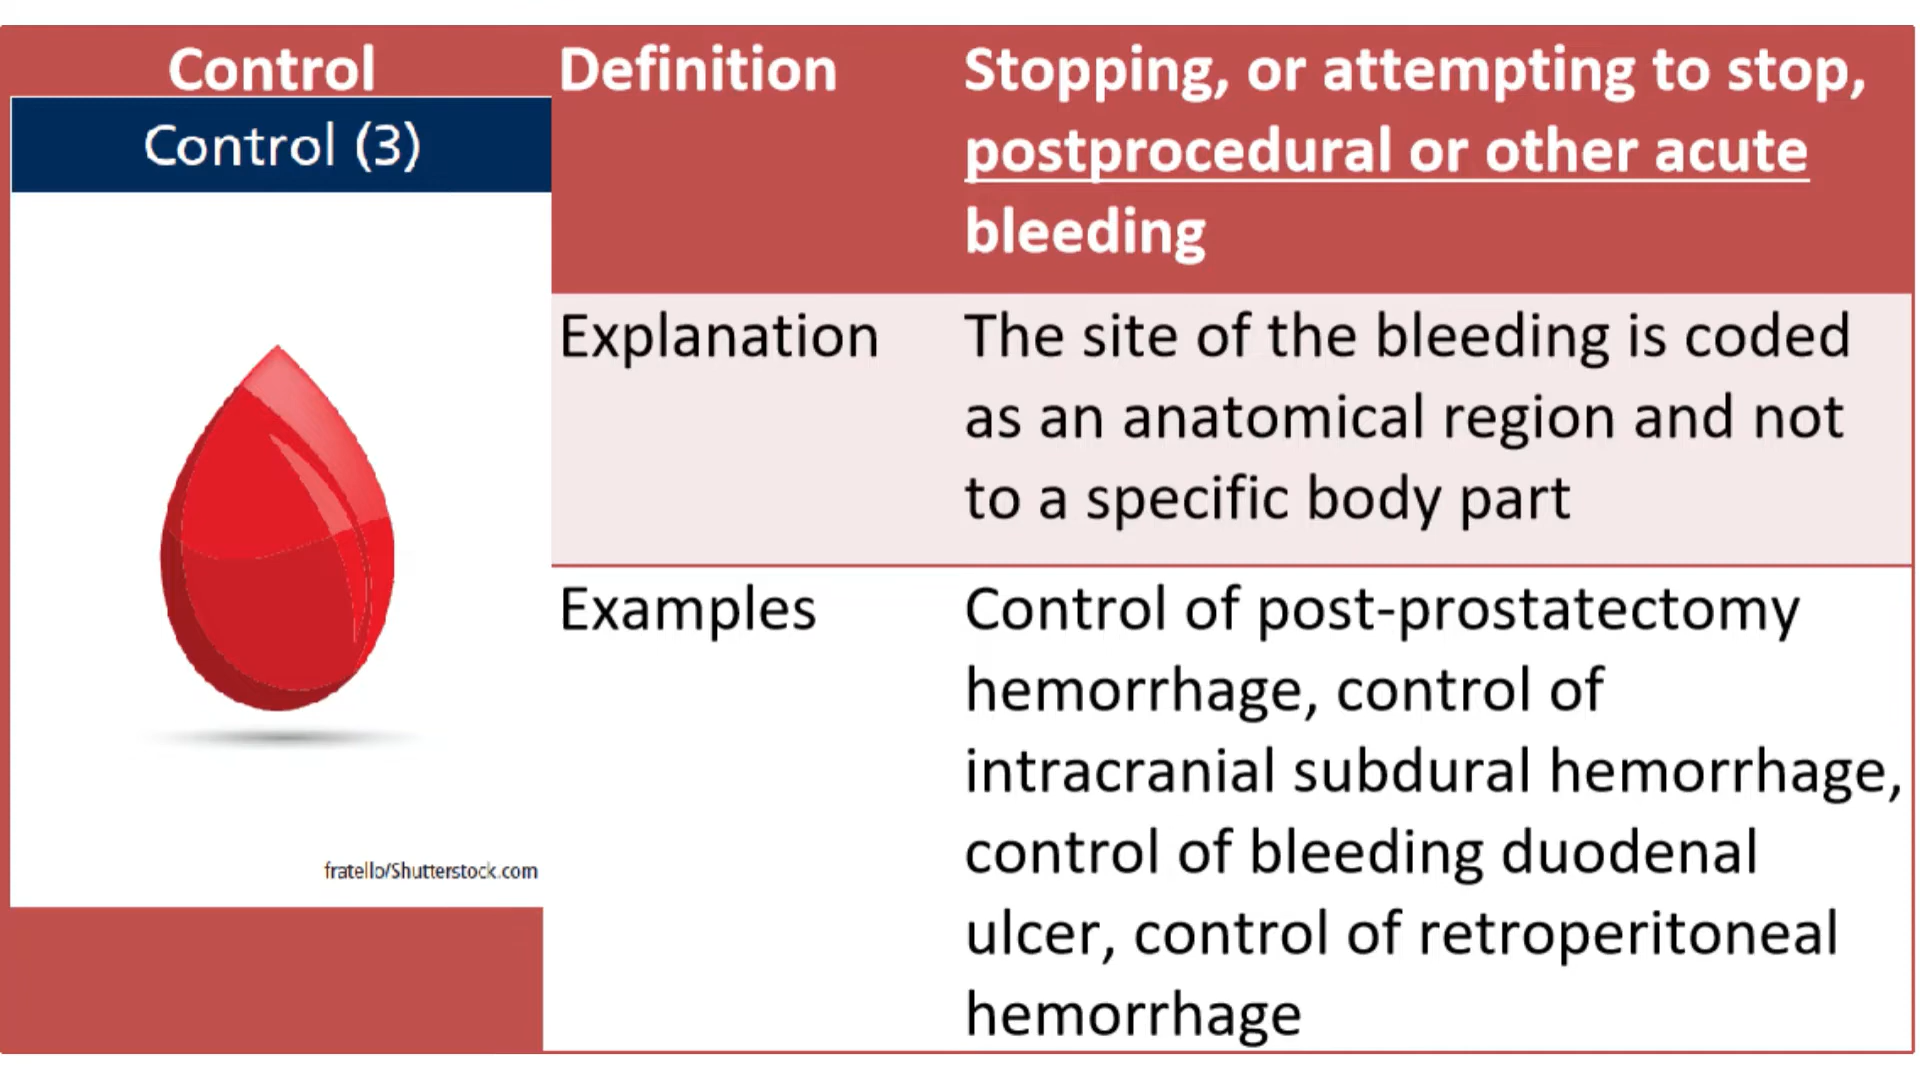 Control
Control (3)
fratello/Shutterstock.com
Definition
Stopping, or attempting to stop,
postprocedural or other acute
bleeding
Explanation
The site of the bleeding is coded
as an anatomical region and not
to a specific body part
Examples
Control of post-prostatectomy
hemorrhage, control of
intracranial subdural hemorrhage,
control of bleeding duodenal
ulcer, control of retroperitoneal
hemorrhage